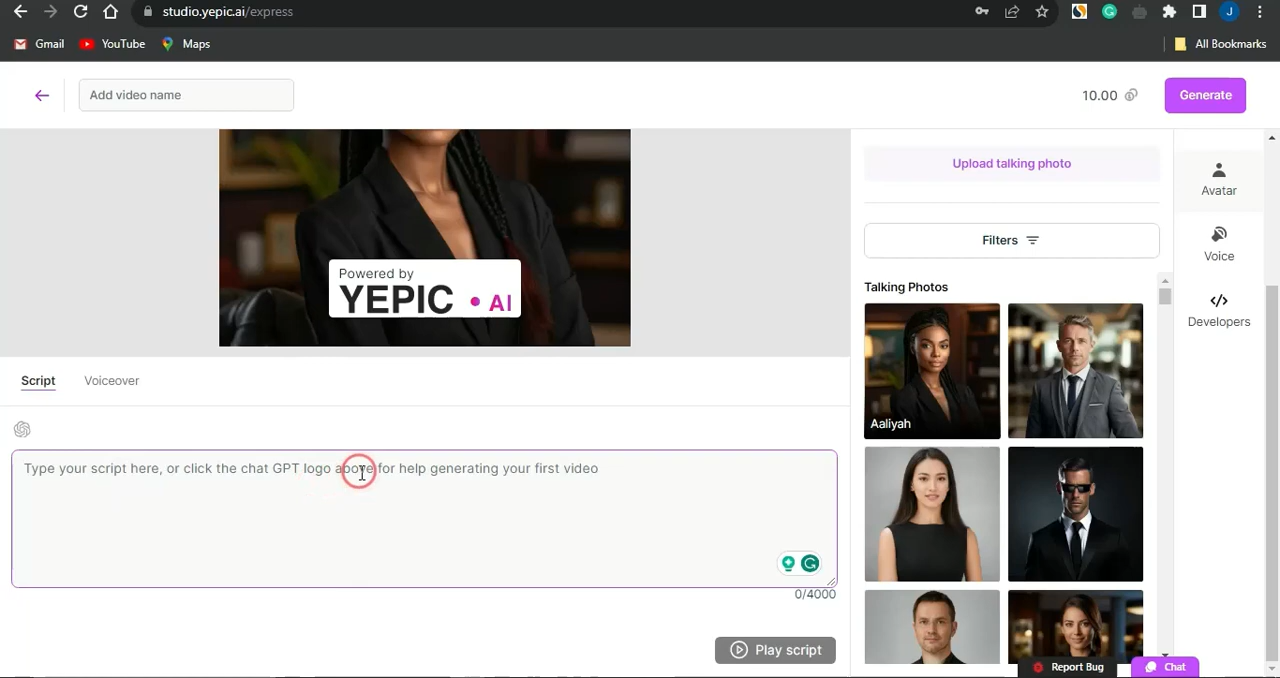 studio.yepic.ai/express
J
Gmail
YouTube
Maps
All Bookmarks
Add video name
10.00
Generate
Powered by
YEPIC • AI
Upload talking photo
Filters
Talking Photos
Aaliyah
Avatar
Voice
Developers
Script
Voiceover
Type your script here, or click the chat GPT logo above for help generating your first video
0/4000
Play script
Report Bug
Chat